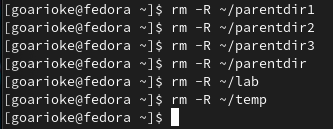 [goarioke@fedora ~]$ rm -R ~/parentdir1
[goarioke@fedora ~]$ rm -R ~/parentdir2
[goarioke@fedora ~]$ rm -R ~/parentdir3
[goarioke@fedora ~]$ rm -R ~/parentdir
[goarioke@fedora ~]$ rm -R ~/lab
[goarioke@fedora ~]$ rm -R ~/temp
[goarioke@fedora ~]$